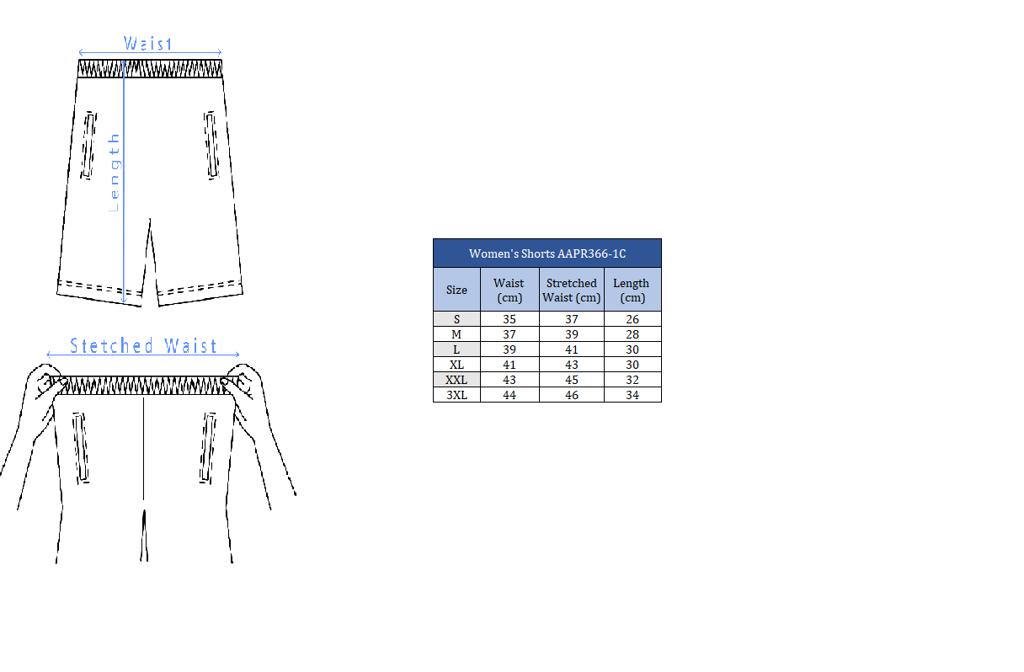 Waist
Length
Stetched Waist
Women's Shorts AAPR366-1C
Size Waist (cm) Stretched Waist (cm) Length (cm)
S 35 37 26
M 37 39 28
L 39 41 30
XL 41 43 30
XXL 43 45 32
3XL 44 46 34